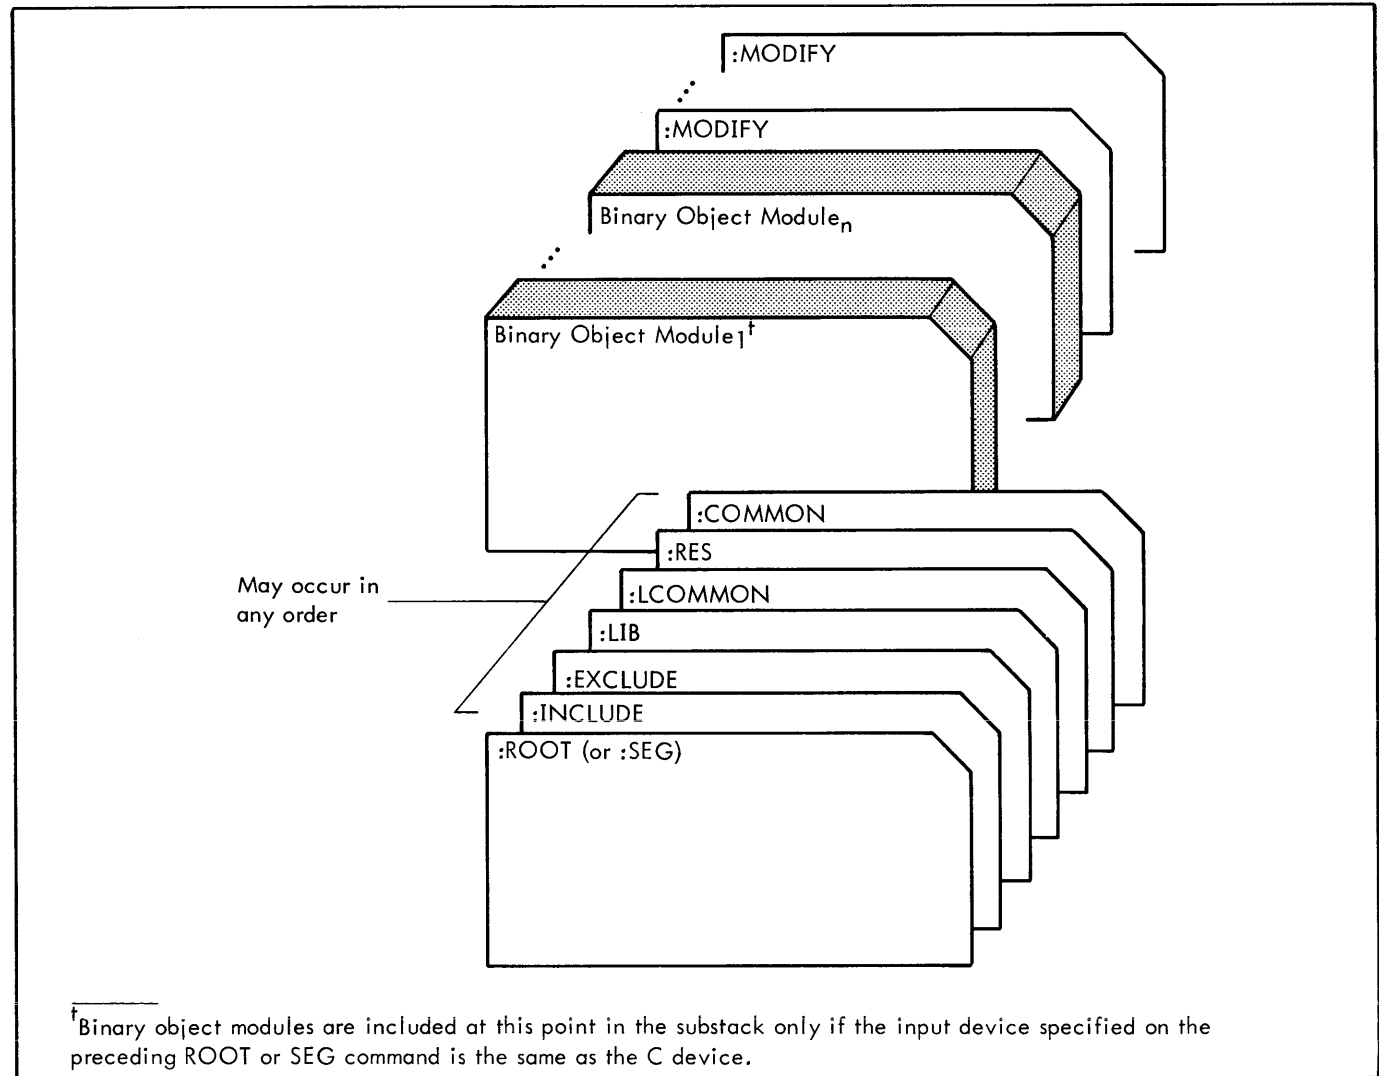 :MODIFY
:MODIFY
Binary Object Moduleₙ
Binary Object Module₁ᵗ
:COMMON
:RES
:LCOMMON
:LIB
:EXCLUDE
:INCLUDE
:ROOT (or :SEG)
May occur in
any order
ᵗBinary object modules are included at this point in the substack only if the input device specified on the
preceding ROOT or SEG command is the same as the C device.